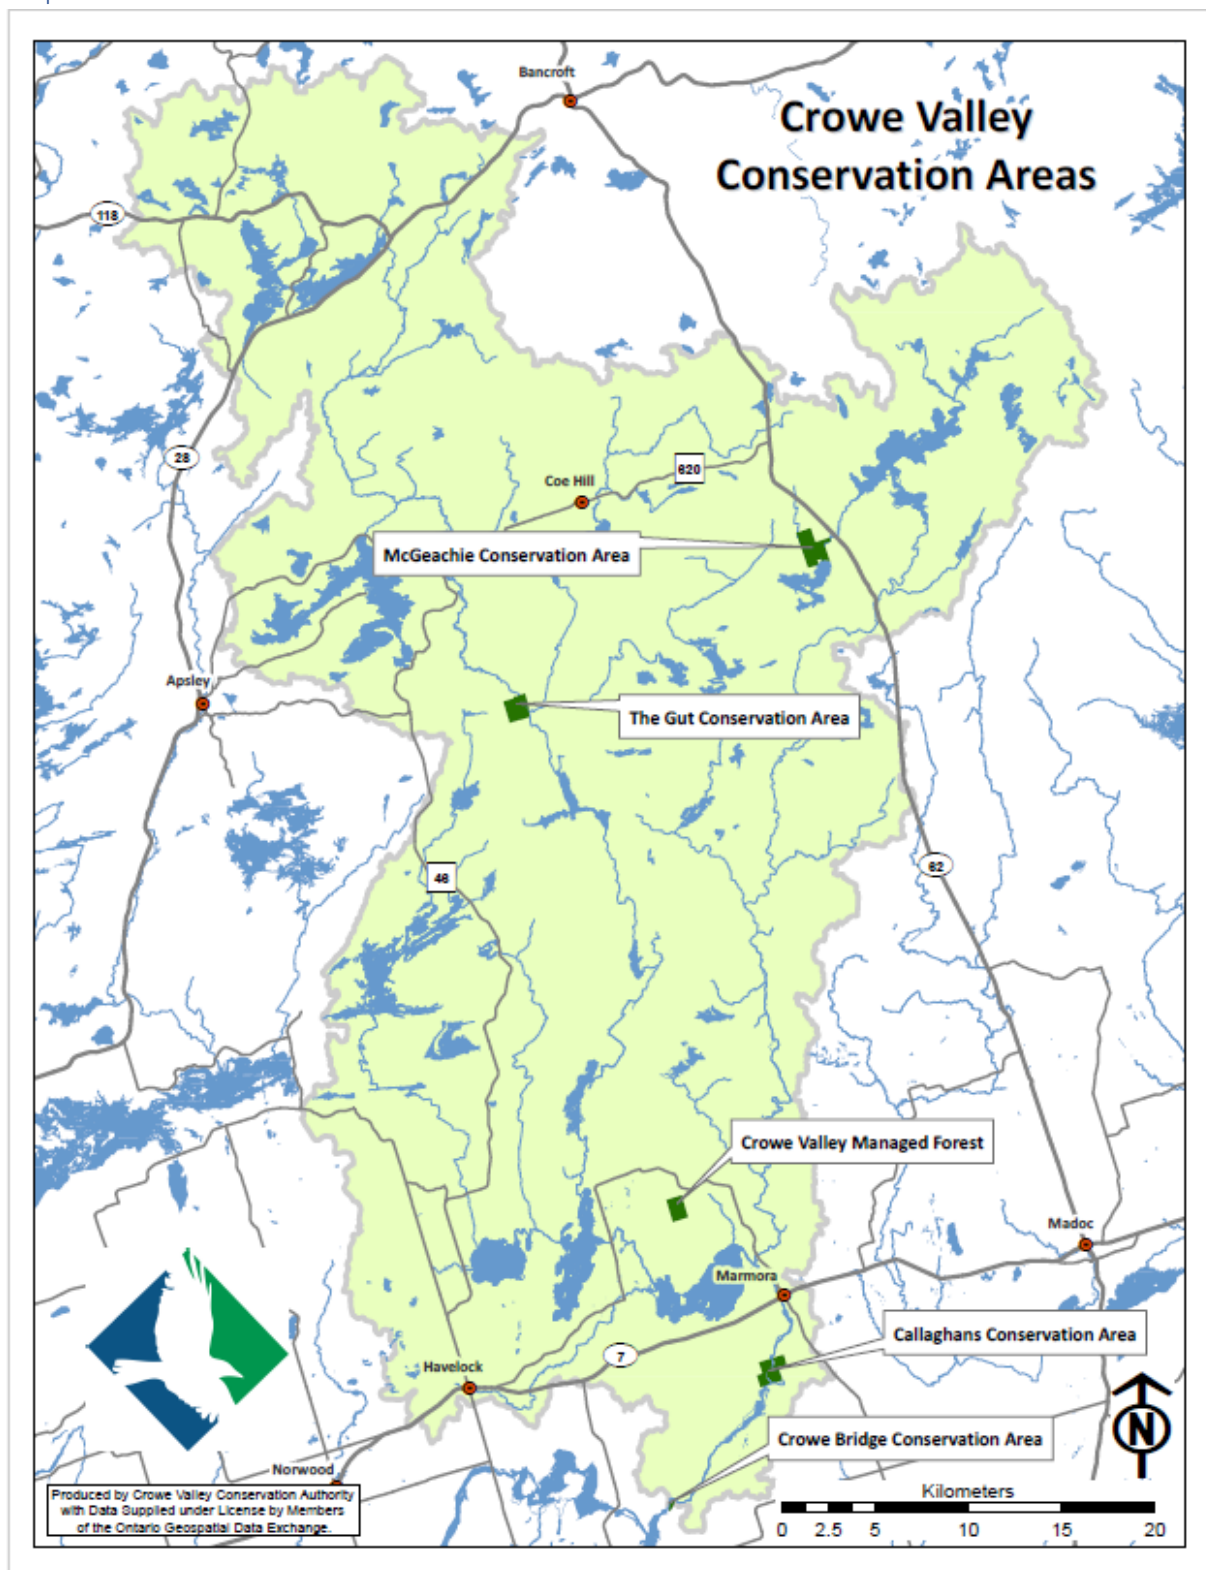 Bancroft
Crowe Valley
Conservation Areas
118
28
Coe Hill
620
McGeachie Conservation Area
Apsley
The Gut Conservation Area
46
62
Crowe Valley Managed Forest
Madoc
Marmora
Callaghans Conservation Area
7
Havelock
N
Crowe Bridge Conservation Area
Norwood
Produced by Crowe Valley Conservation Authority
with Data Supplied under License by Members
of the Ontario Geospatial Data Exchange.
Kilometers
0 2.5 5 10 15 20